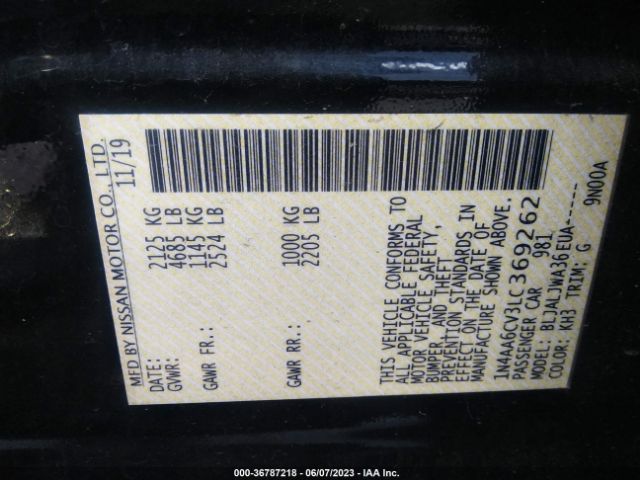 MFD BY NISSAN MOTOR CO., LTD.
DATE: 11/19
GVWR: 2125 KG
4685 LB
GAWR FR.: 1145 KG
2524 LB
GAWR RR.: 1000 KG
2205 LB
THIS VEHICLE CONFORMS TO
ALL APPLICABLE FEDERAL
MOTOR VEHICLE SAFETY,
BUMPER, AND THEFT
PREVENTION STANDARDS IN
EFFECT ON THE DATE OF
MANUFACTURE SHOWN ABOVE.
1N4AA6CV3LC369262
PASSENGER CAR 981
MODEL: BLJALJWA36EUA------
COLOR: KH3 TRIM: G 9N00A
000-36787218 - 06/07/2023 - IAA Inc.